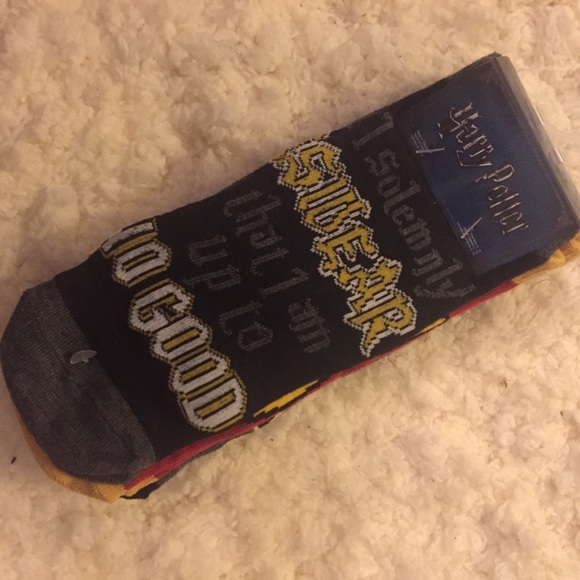 Harry Potter
I solemnly
SWEAR
that I am
up to
NO GOOD